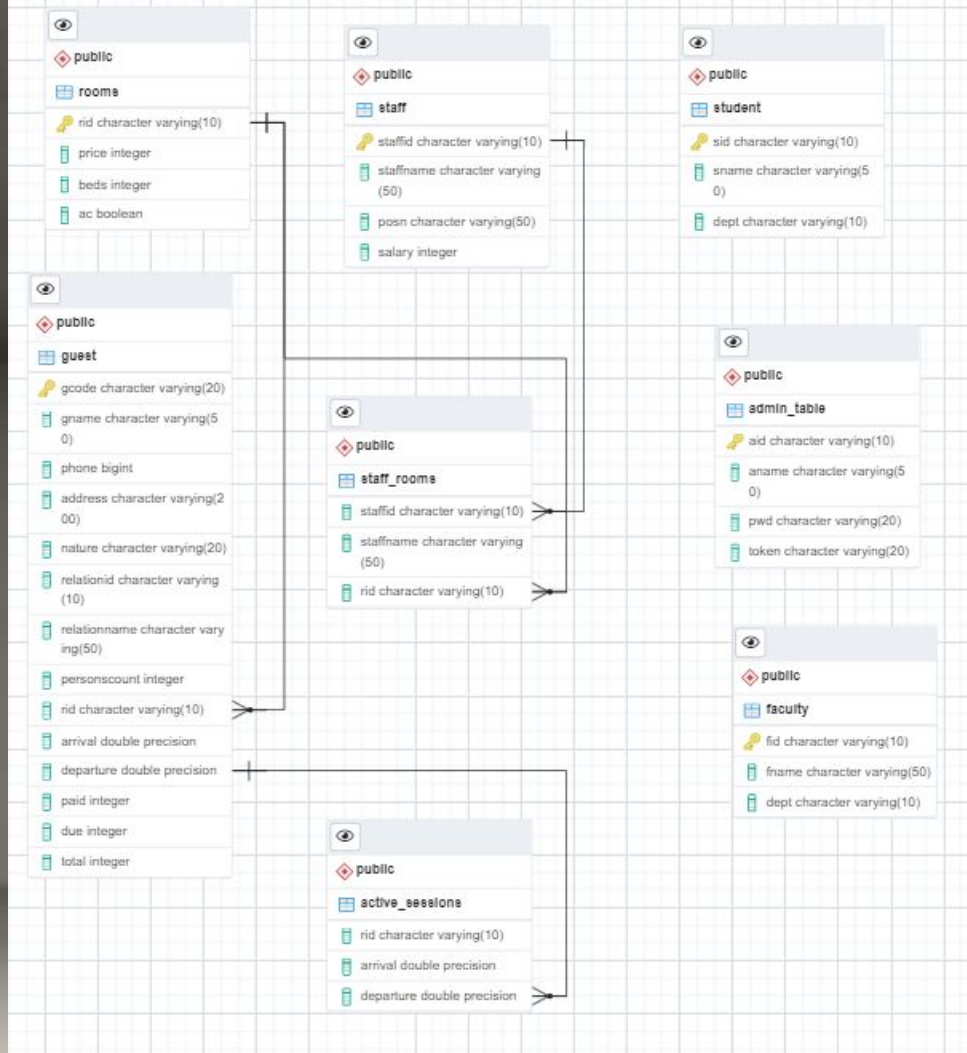 public
rooms
rid character varying(10)
price integer
beds integer
ac boolean
public
staff
staffid character varying(10)
staffname character varying
(50)
posn character varying(50)
salary integer
public
student
sid character varying(10)
sname character varying(5
0)
dept character varying(10)
public
guest
gcode character varying(20)
gname character varying(5
0)
phone bigint
address character varying(2
00)
nature character varying(20)
relationid character varying
(10)
relationname character vary
ing(50)
personscount integer
rid character varying(10)
arrival double precision
departure double precision
paid integer
due integer
total integer
public
staff_rooms
staffid character varying(10)
staffname character varying
(50)
rid character varying(10)
public
admin_table
aid character varying(10)
aname character varying(5
0)
pwd character varying(20)
token character varying(20)
public
faculty
fid character varying(10)
fname character varying(50)
dept character varying(10)
public
active_sessions
rid character varying(10)
arrival double precision
departure double precision